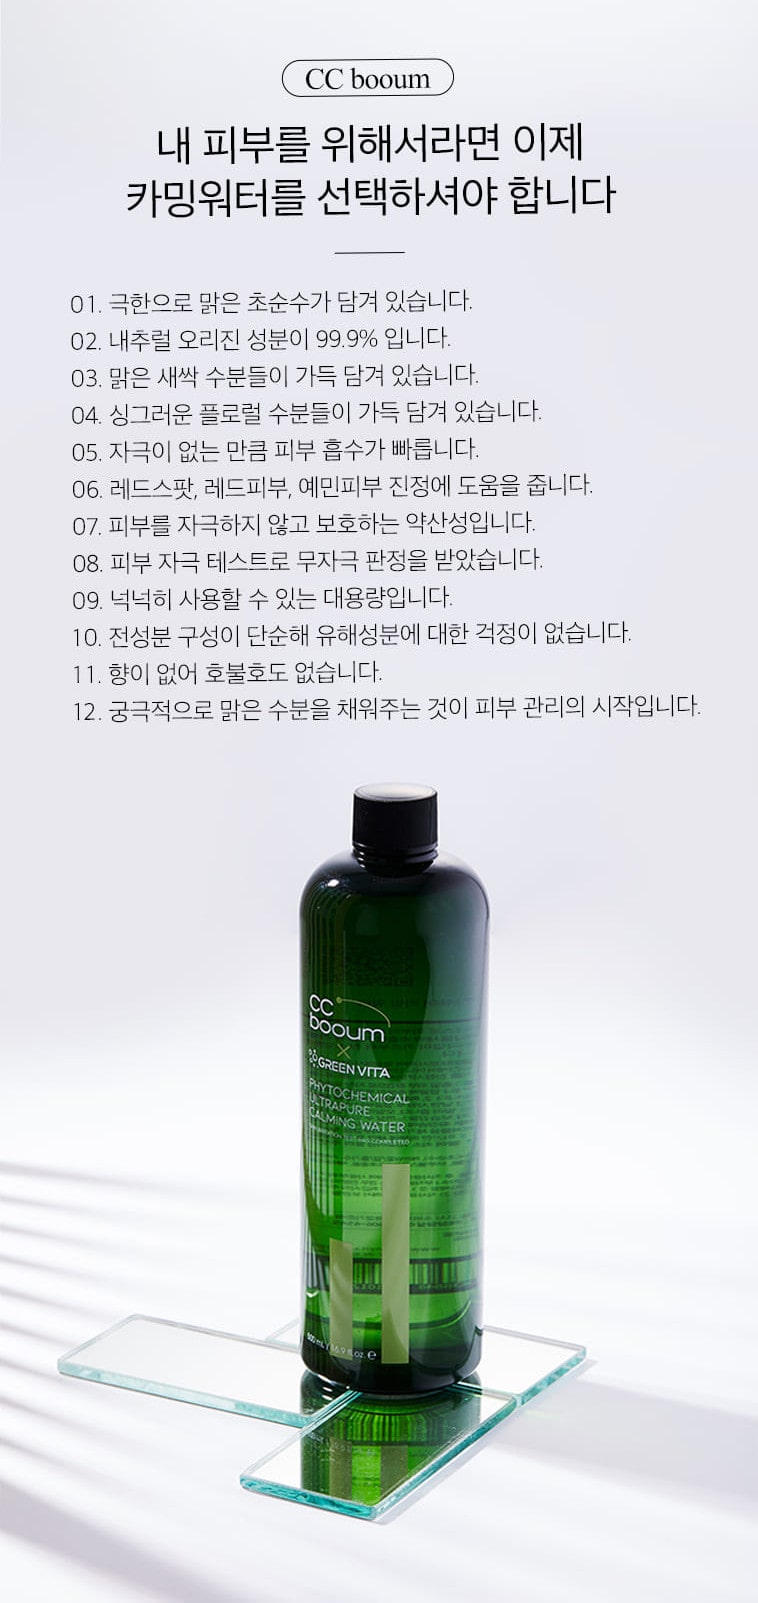 CC booum
내 피부를 위해서라면 이제
카밍워터를 선택하셔야 합니다
01. 극한으로 맑은 초순수가 담겨 있습니다.
02. 내추럴 오리진 성분이 99.9% 입니다.
03. 맑은 새싹 수분들이 가득 담겨 있습니다.
04. 싱그러운 플로럴 수분들이 가득 담겨 있습니다.
05. 자극이 없는 만큼 피부 흡수가 빠릅니다.
06. 레드스팟, 레드피부, 예민피부 진정에 도움을 줍니다.
07. 피부를 자극하지 않고 보호하는 약산성입니다.
08. 피부 자극 테스트로 무자극 판정을 받았습니다.
09. 넉넉히 사용할 수 있는 대용량입니다.
10. 전성분 구성이 단순해 유해성분에 대한 걱정이 없습니다.
11. 향이 없어 호불호도 없습니다.
12. 궁극적으로 맑은 수분을 채워주는 것이 피부 관리의 시작입니다.
CC
booum
×
GREEN VITA
PHYTOCHEMICAL
ULTRAPURE
CALMING WATER
500 mL / 16.9 fl.oz. ℮